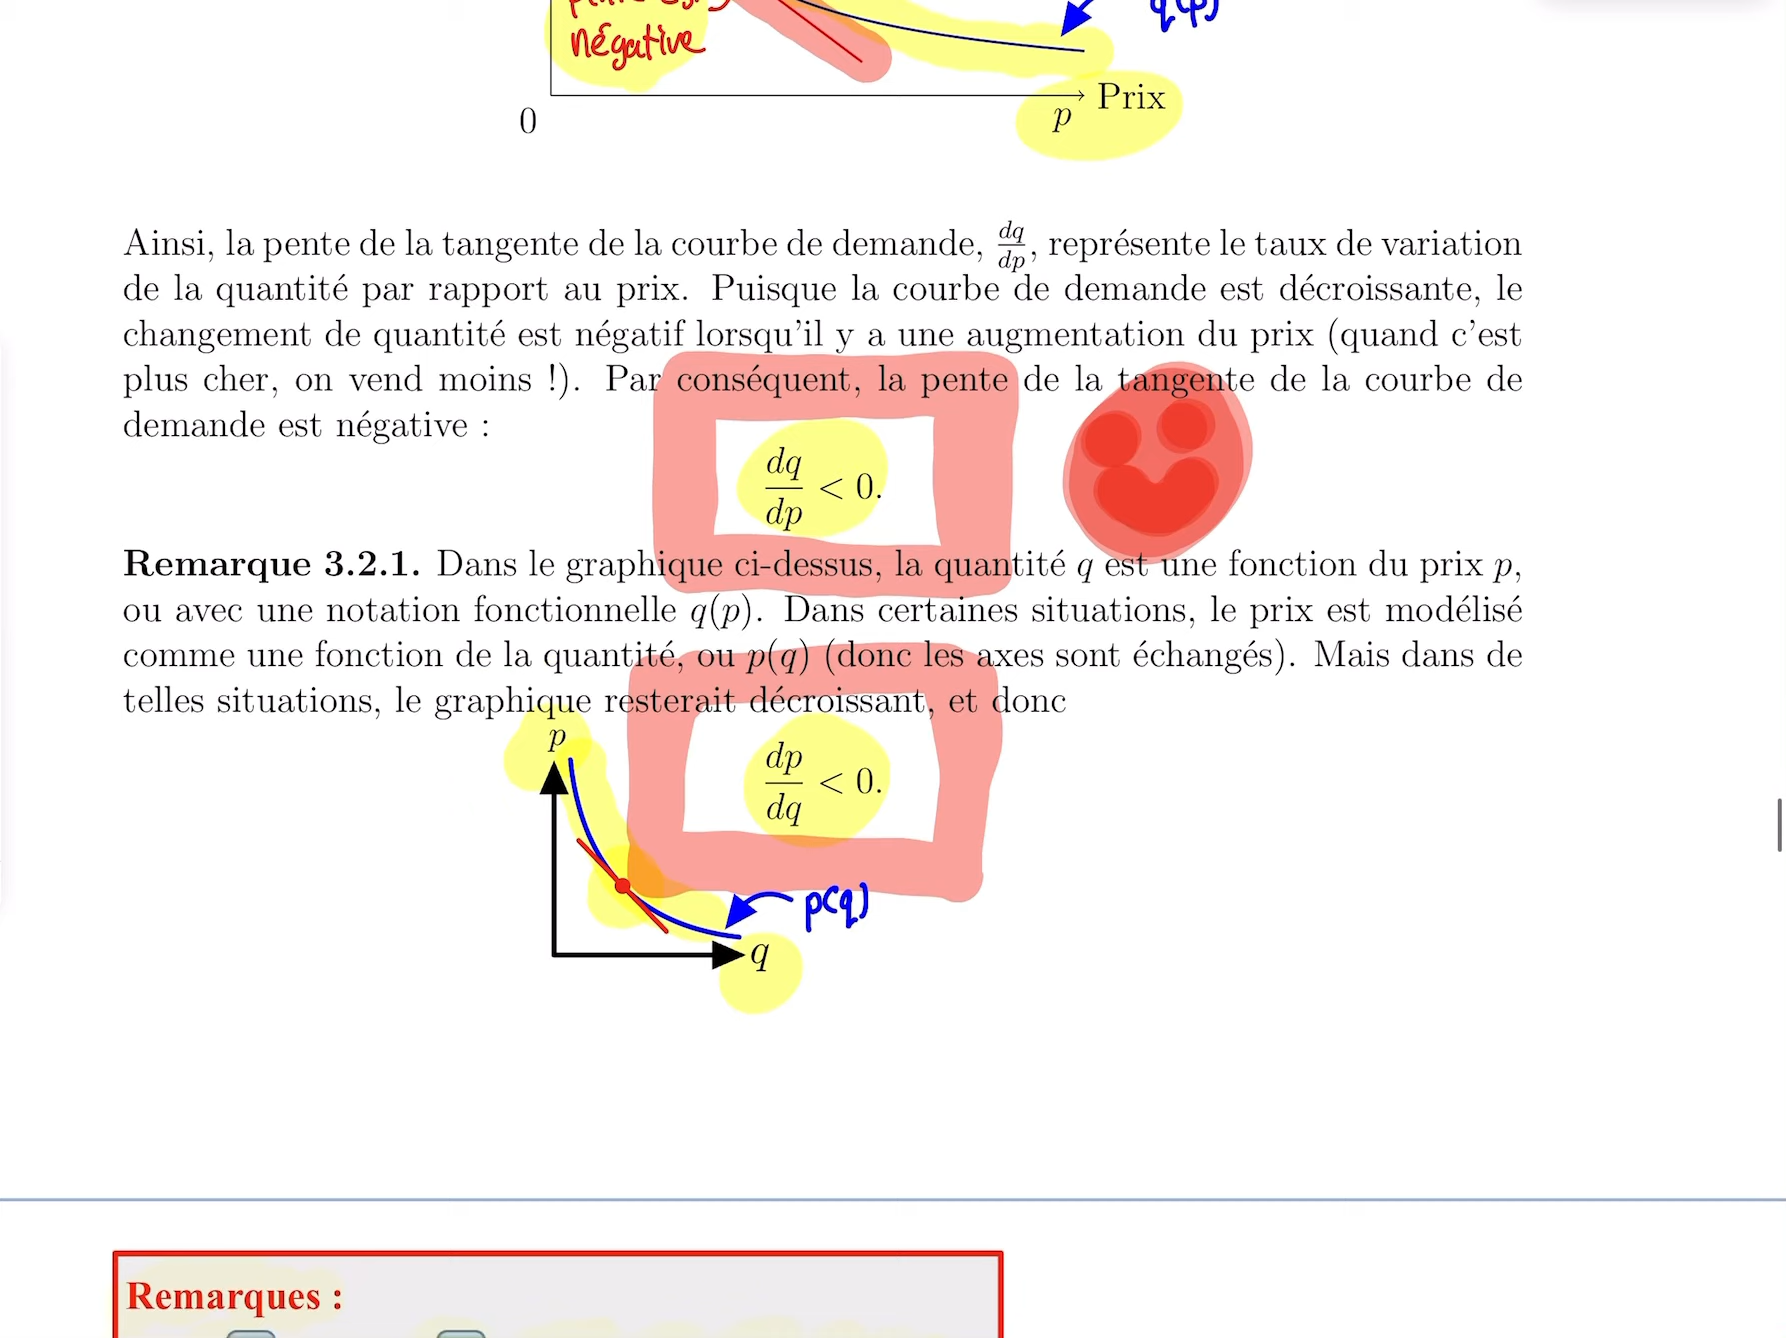 négative
q(p)
Prix
p
0
Ainsi, la pente de la tangente de la courbe de demande, dq/dp, représente le taux de variation
de la quantité par rapport au prix. Puisque la courbe de demande est décroissante, le
changement de quantité est négatif lorsqu'il y a une augmentation du prix (quand c'est
plus cher, on vend moins !). Par conséquent, la pente de la tangente de la courbe de
demande est négative :
dq/dp < 0.
Remarque 3.2.1. Dans le graphique ci-dessus, la quantité q est une fonction du prix p,
ou avec une notation fonctionnelle q(p). Dans certaines situations, le prix est modélisé
comme une fonction de la quantité, ou p(q) (donc les axes sont échangés). Mais dans de
telles situations, le graphique resterait décroissant, et donc
p
dp/dq < 0.
p(q)
q
Remarques :